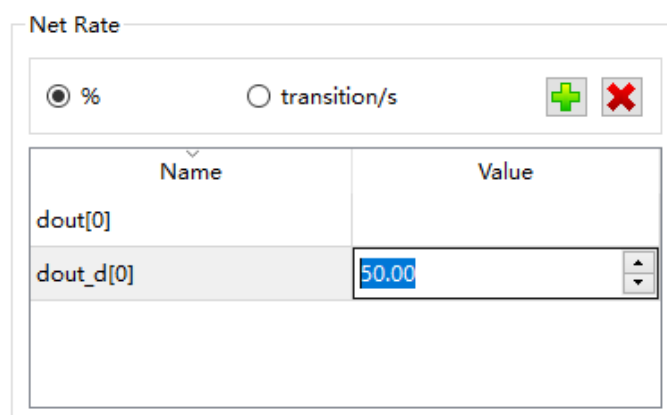 Net Rate
% transition/s
Name Value
dout[0]
dout_d[0] 50.00